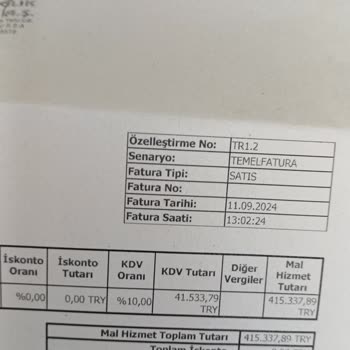 Özelleştirme No: TR1.2
Senaryo: TEMELFATURA
Fatura Tipi: SATIS
Fatura No:
Fatura Tarihi: 11.09.2024
Fatura Saati: 13:02:24
İskonto Oranı İskonto Tutarı KDV Oranı KDV Tutarı Diğer Vergiler Mal Hizmet Tutarı
%0,00 0,00 TRY %10,00 41.533,79 TRY 415.337,89 TRY
Mal Hizmet Toplam Tutarı 415.337,89 TRY
Toplam İskonto